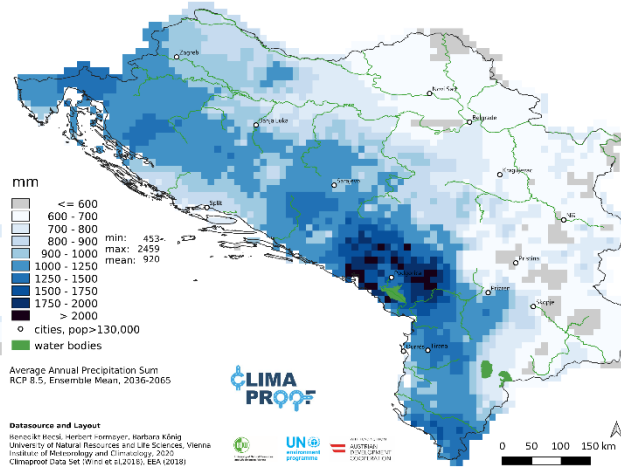 Zagreb
Novi Sad
Banja Luka
Belgrade
Kragujevac
Sarajevo
Split
Niš
Pristina
Podgorica
Prizren
Skopje
Durres
Tirana
mm
<= 600
600 - 700
700 - 800
800 - 900
900 - 1000
1000 - 1250
1250 - 1500
1500 - 1750
1750 - 2000
> 2000
min: 453
max: 2459
mean: 920
cities, pop>130,000
water bodies
Average Annual Precipitation Sum
RCP 8.5, Ensemble Mean, 2036-2065
CLIMA
PROOF
Datasource and Layout
Benedikt Becsi, Herbert Formayer, Barbara König
University of Natural Resources and Life Sciences, Vienna
Institute of Meteorology and Climatology, 2020
Climaproof Data Set (Wind et al,2018), EEA (2018)
UN
environment
programme
AUSTRIAN
DEVELOPMENT
COOPERATION
0 50 100 150 km